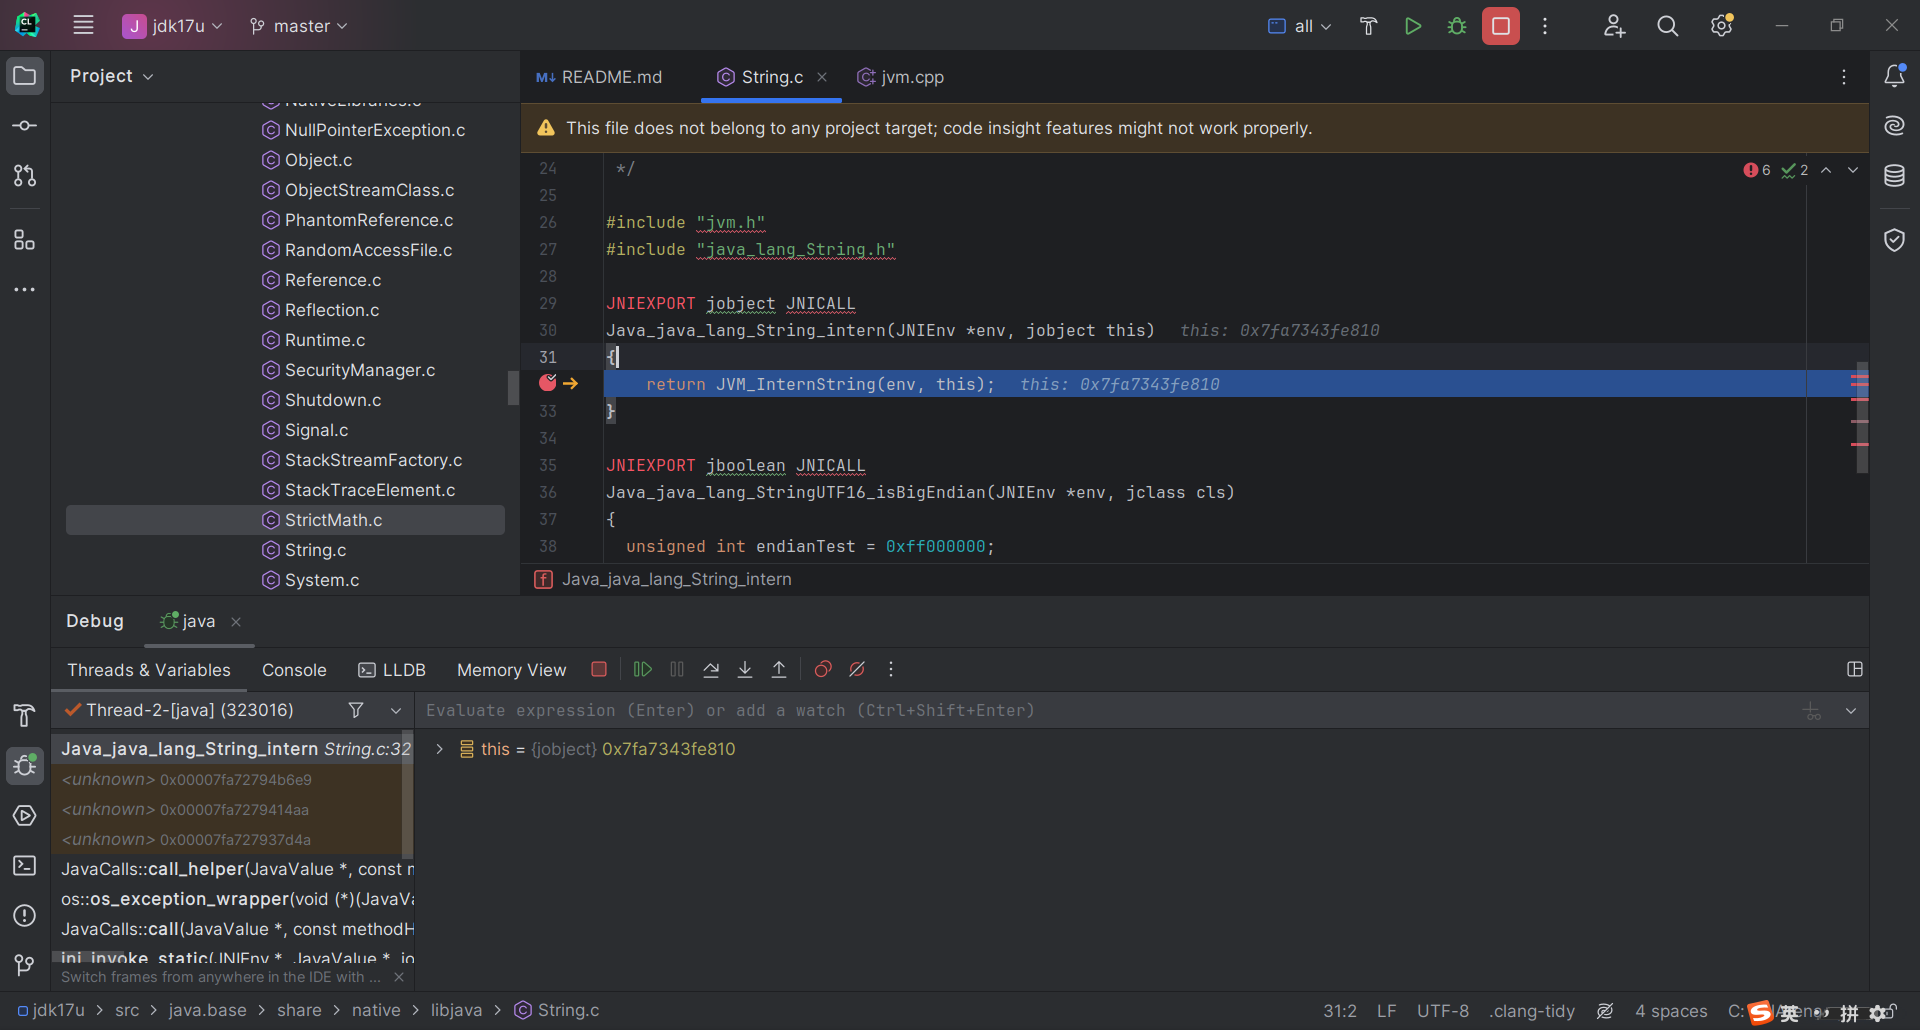 J jdk17u master all
Project
README.md String.c jvm.cpp
This file does not belong to any project target; code insight features might not work properly.
NativeLibraries.c
NullPointerException.c
Object.c
ObjectStreamClass.c
PhantomReference.c
RandomAccessFile.c
Reference.c
Reflection.c
Runtime.c
SecurityManager.c
Shutdown.c
Signal.c
StackStreamFactory.c
StackTraceElement.c
StrictMath.c
String.c
System.c
6 2
24 */
25
26 #include "jvm.h"
27 #include "java_lang_String.h"
28
29 JNIEXPORT jobject JNICALL
30 Java_java_lang_String_intern(JNIEnv *env, jobject this) this: 0x7fa7343fe810
31 {
return JVM_InternString(env, this); this: 0x7fa7343fe810
33 }
34
35 JNIEXPORT jboolean JNICALL
36 Java_java_lang_StringUTF16_isBigEndian(JNIEnv *env, jclass cls)
37 {
38 unsigned int endianTest = 0xff000000;
f Java_java_lang_String_intern
Debug java
Threads & Variables Console LLDB Memory View
Thread-2-[java] (323016)
Evaluate expression (Enter) or add a watch (Ctrl+Shift+Enter)
Java_java_lang_String_intern String.c:32
<unknown> 0x00007fa72794b6e9
<unknown> 0x00007fa7279414aa
<unknown> 0x00007fa727937d4a
JavaCalls::call_helper(JavaValue *, const m
os::os_exception_wrapper(void (*)(JavaVa
JavaCalls::call(JavaValue *, const methodH
jni_invoke_static(JNIEnv *, JavaValue *, jo
Switch frames from anywhere in the IDE with ...
this = {jobject} 0x7fa7343fe810
jdk17u > src > java.base > share > native > libjava > String.c
31:2 LF UTF-8 .clang-tidy 4 spaces C: 英 拼